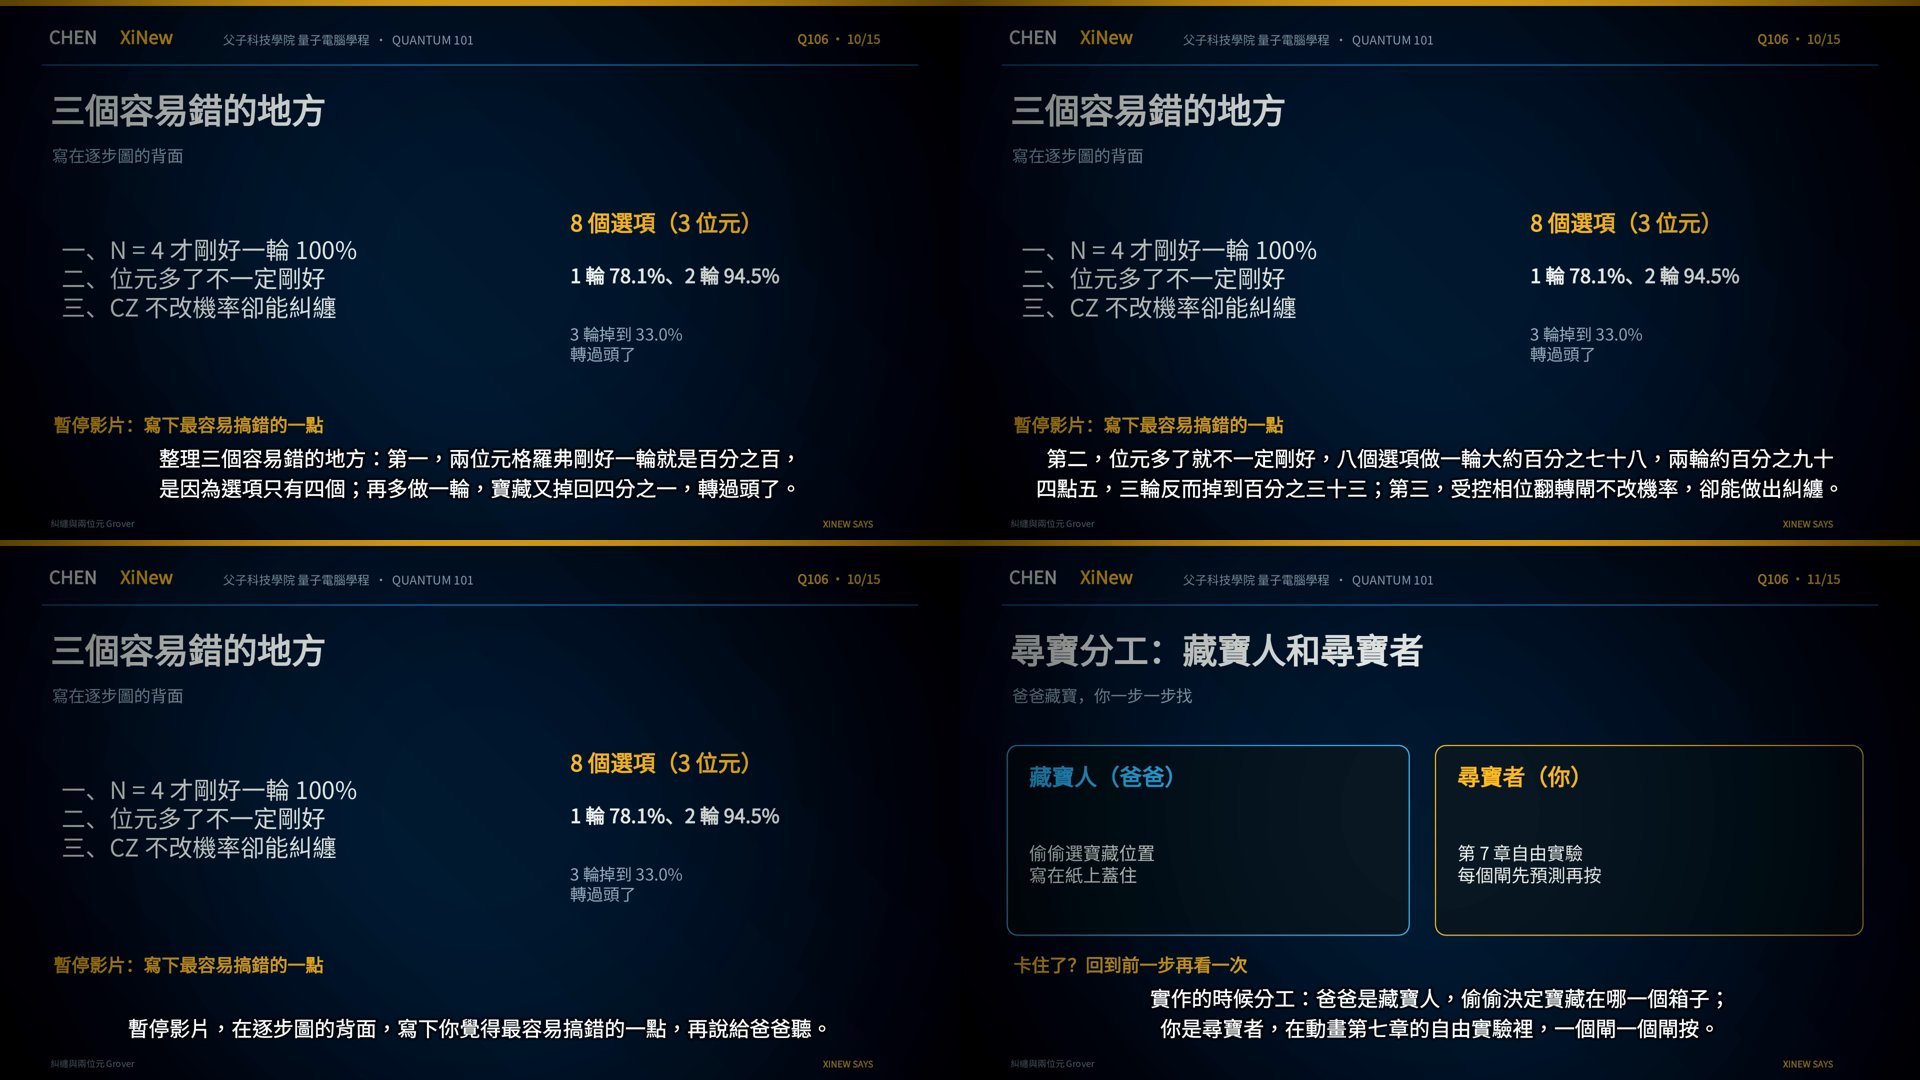 CHEN XiNew 父子科技學院 量子電腦學程 · QUANTUM 101 Q106 · 10/15
三個容易錯的地方
寫在逐步圖的背面
一、N = 4 才剛好一輪 100%
二、位元多了不一定剛好
三、CZ 不改機率卻能糾纏
8 個選項（3 位元）
1 輪 78.1%、2 輪 94.5%
3 輪掉到 33.0%
轉過頭了
暫停影片：寫下最容易搞錯的一點
整理三個容易錯的地方：第一，兩位元格羅弗剛好一輪就是百分之百，
是因為選項只有四個；再多做一輪，寶藏又掉回四分之一，轉過頭了。
糾纏與兩位元 Grover XINEW SAYS
CHEN XiNew 父子科技學院 量子電腦學程 · QUANTUM 101 Q106 · 10/15
三個容易錯的地方
寫在逐步圖的背面
一、N = 4 才剛好一輪 100%
二、位元多了不一定剛好
三、CZ 不改機率卻能糾纏
8 個選項（3 位元）
1 輪 78.1%、2 輪 94.5%
3 輪掉到 33.0%
轉過頭了
暫停影片：寫下最容易搞錯的一點
第二，位元多了就不一定剛好，八個選項做一輪大約百分之七十八，兩輪約百分之九十
四點五，三輪反而掉到百分之三十三；第三，受控相位翻轉閘不改機率，卻能做出糾纏。
糾纏與兩位元 Grover XINEW SAYS
CHEN XiNew 父子科技學院 量子電腦學程 · QUANTUM 101 Q106 · 10/15
三個容易錯的地方
寫在逐步圖的背面
一、N = 4 才剛好一輪 100%
二、位元多了不一定剛好
三、CZ 不改機率卻能糾纏
8 個選項（3 位元）
1 輪 78.1%、2 輪 94.5%
3 輪掉到 33.0%
轉過頭了
暫停影片：寫下最容易搞錯的一點
暫停影片，在逐步圖的背面，寫下你覺得最容易搞錯的一點，再說給爸爸聽。
糾纏與兩位元 Grover XINEW SAYS
CHEN XiNew 父子科技學院 量子電腦學程 · QUANTUM 101 Q106 · 11/15
尋寶分工：藏寶人和尋寶者
爸爸藏寶，你一步一步找
藏寶人（爸爸）
偷偷選寶藏位置
寫在紙上蓋住
尋寶者（你）
第 7 章自由實驗
每個閘先預測再按
卡住了？回到前一步再看一次
實作的時候分工：爸爸是藏寶人，偷偷決定寶藏在哪一個箱子；
你是尋寶者，在動畫第七章的自由實驗裡，一個閘一個閘按。
糾纏與兩位元 Grover XINEW SAYS